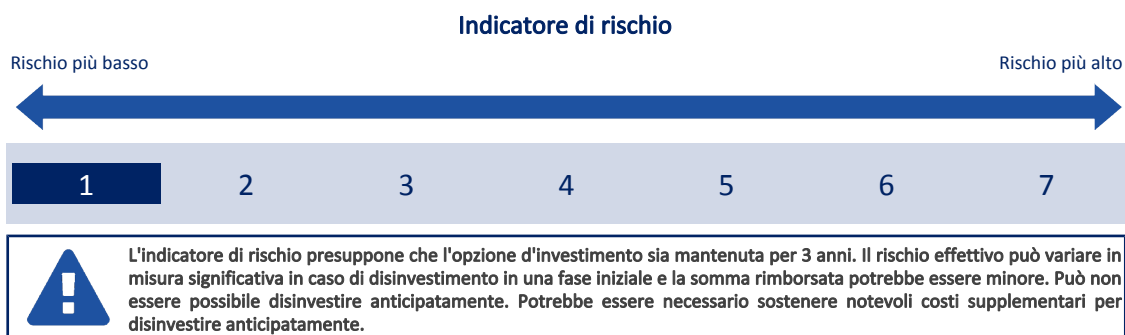 Indicatore di rischio
Rischio più basso
Rischio più alto
1 2 3 4 5 6 7
L'indicatore di rischio presuppone che l'opzione d'investimento sia mantenuta per 3 anni. Il rischio effettivo può variare in
misura significativa in caso di disinvestimento in una fase iniziale e la somma rimborsata potrebbe essere minore. Può non
essere possibile disinvestire anticipatamente. Potrebbe essere necessario sostenere notevoli costi supplementari per
disinvestire anticipatamente.